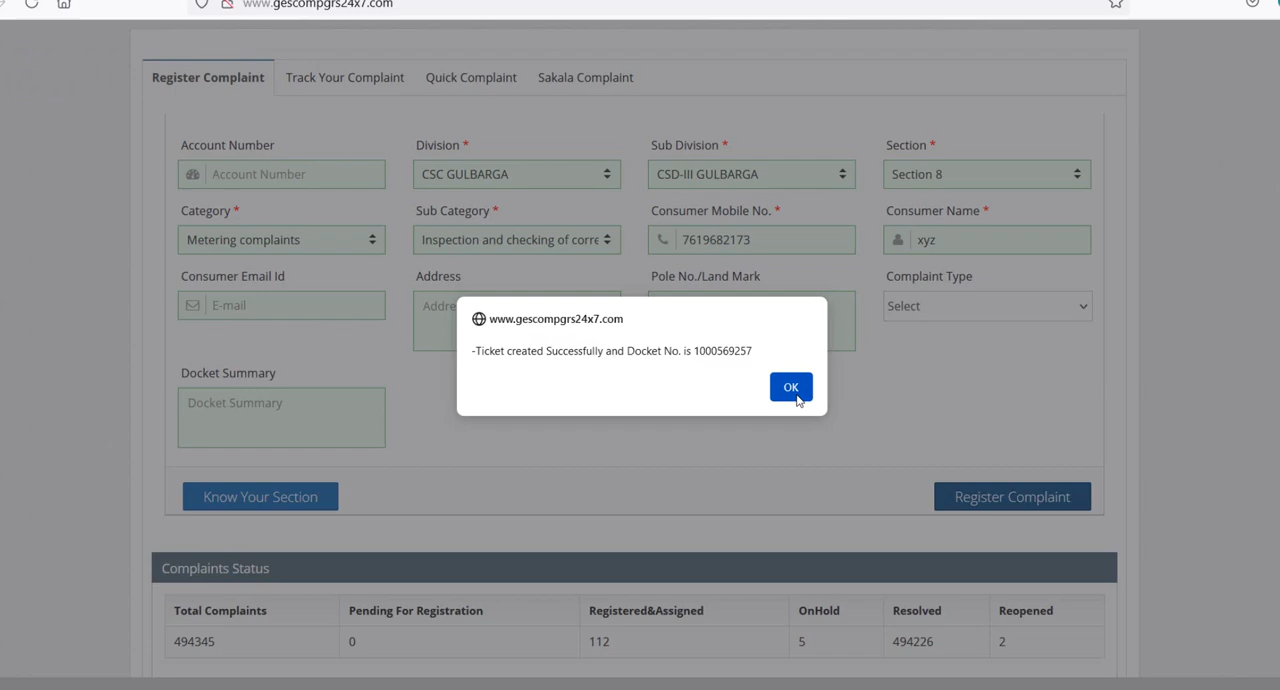 www.gescompgrs24x7.com
Register Complaint Track Your Complaint Quick Complaint Sakala Complaint
Account Number Division * Sub Division * Section *
Account Number CSC GULBARGA CSD-III GULBARGA Section 8
Category * Sub Category * Consumer Mobile No. * Consumer Name *
Metering complaints Inspection and checking of corre 7619682173 xyz
Consumer Email Id Address Pole No./Land Mark Complaint Type
E-mail Addre Select
www.gescompgrs24x7.com
-Ticket created Successfully and Docket No. is 1000569257
OK
Docket Summary
Docket Summary
Know Your Section Register Complaint
Complaints Status
Total Complaints Pending For Registration Registered&Assigned OnHold Resolved Reopened
494345 0 112 5 494226 2